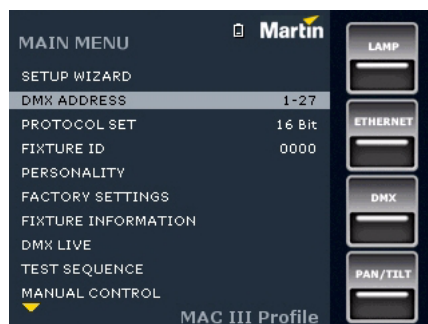 MAIN MENU
Martin
SETUP WIZARD
DMX ADDRESS 1-27
PROTOCOL SET 16 Bit
FIXTURE ID 0000
PERSONALITY
FACTORY SETTINGS
FIXTURE INFORMATION
DMX LIVE
TEST SEQUENCE
MANUAL CONTROL
MAC III Profile
LAMP
ETHERNET
DMX
PAN/TILT